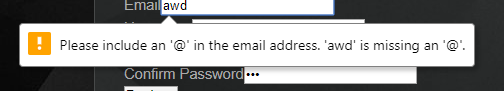 Email awd
Please include an '@' in the email address. 'awd' is missing an '@'.
Confirm Password •••